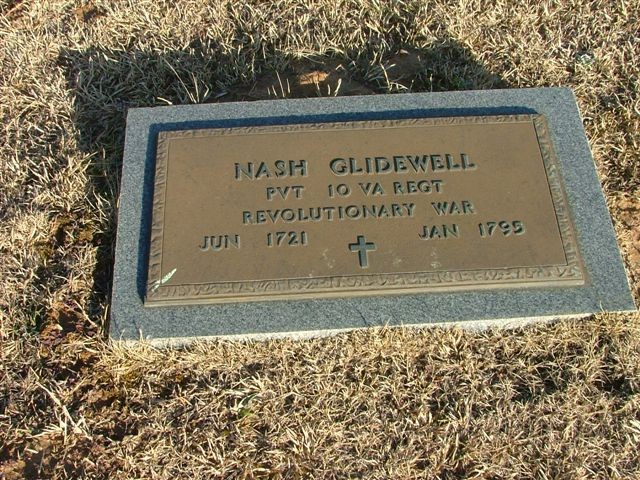 NASH GLIDEWELL
PVT 10 VA REGT
REVOLUTIONARY WAR
JUN 1721 JAN 1795